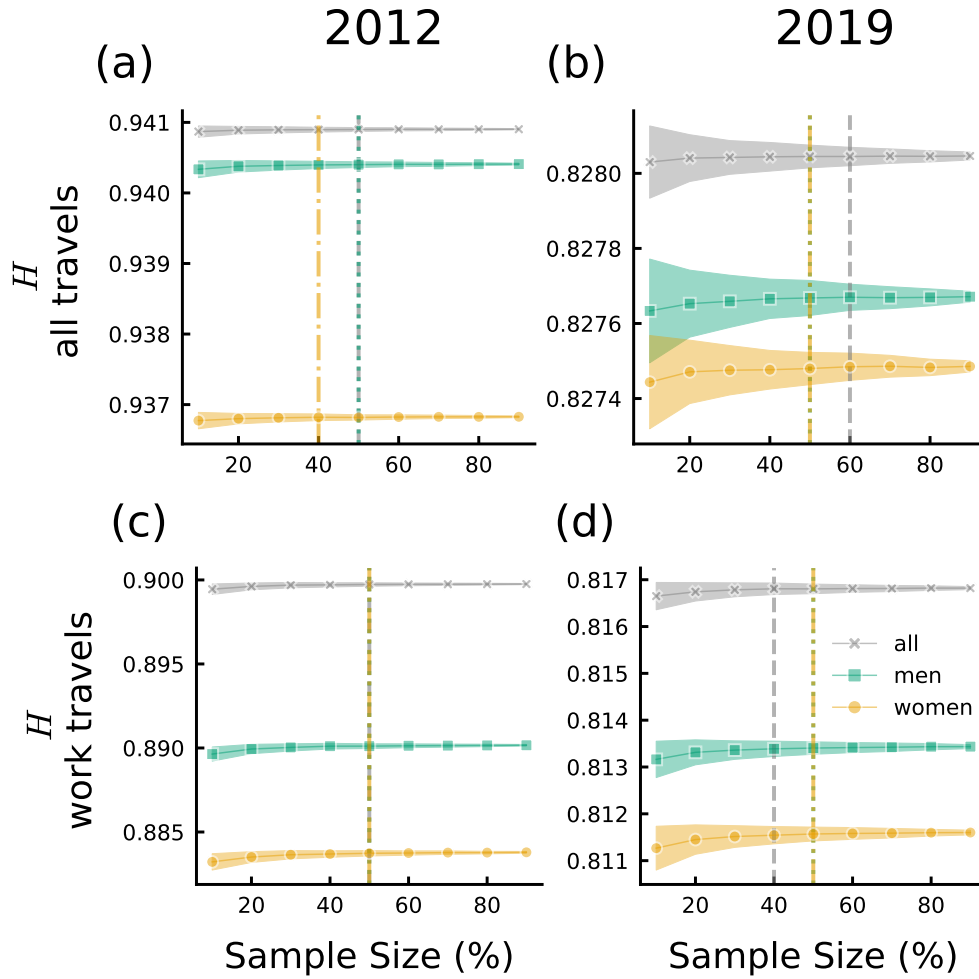 2012
2019
(a)
(b)
0.941
0.940
0.939
0.938
0.937
20
40
60
80
H
all travels
0.8280
0.8278
0.8276
0.8274
20
40
60
80
(c)
(d)
0.900
0.895
0.890
0.885
20
40
60
80
H
work travels
Sample Size (%)
0.817
0.816
0.815
0.814
0.813
0.812
0.811
all
men
women
20
40
60
80
Sample Size (%)